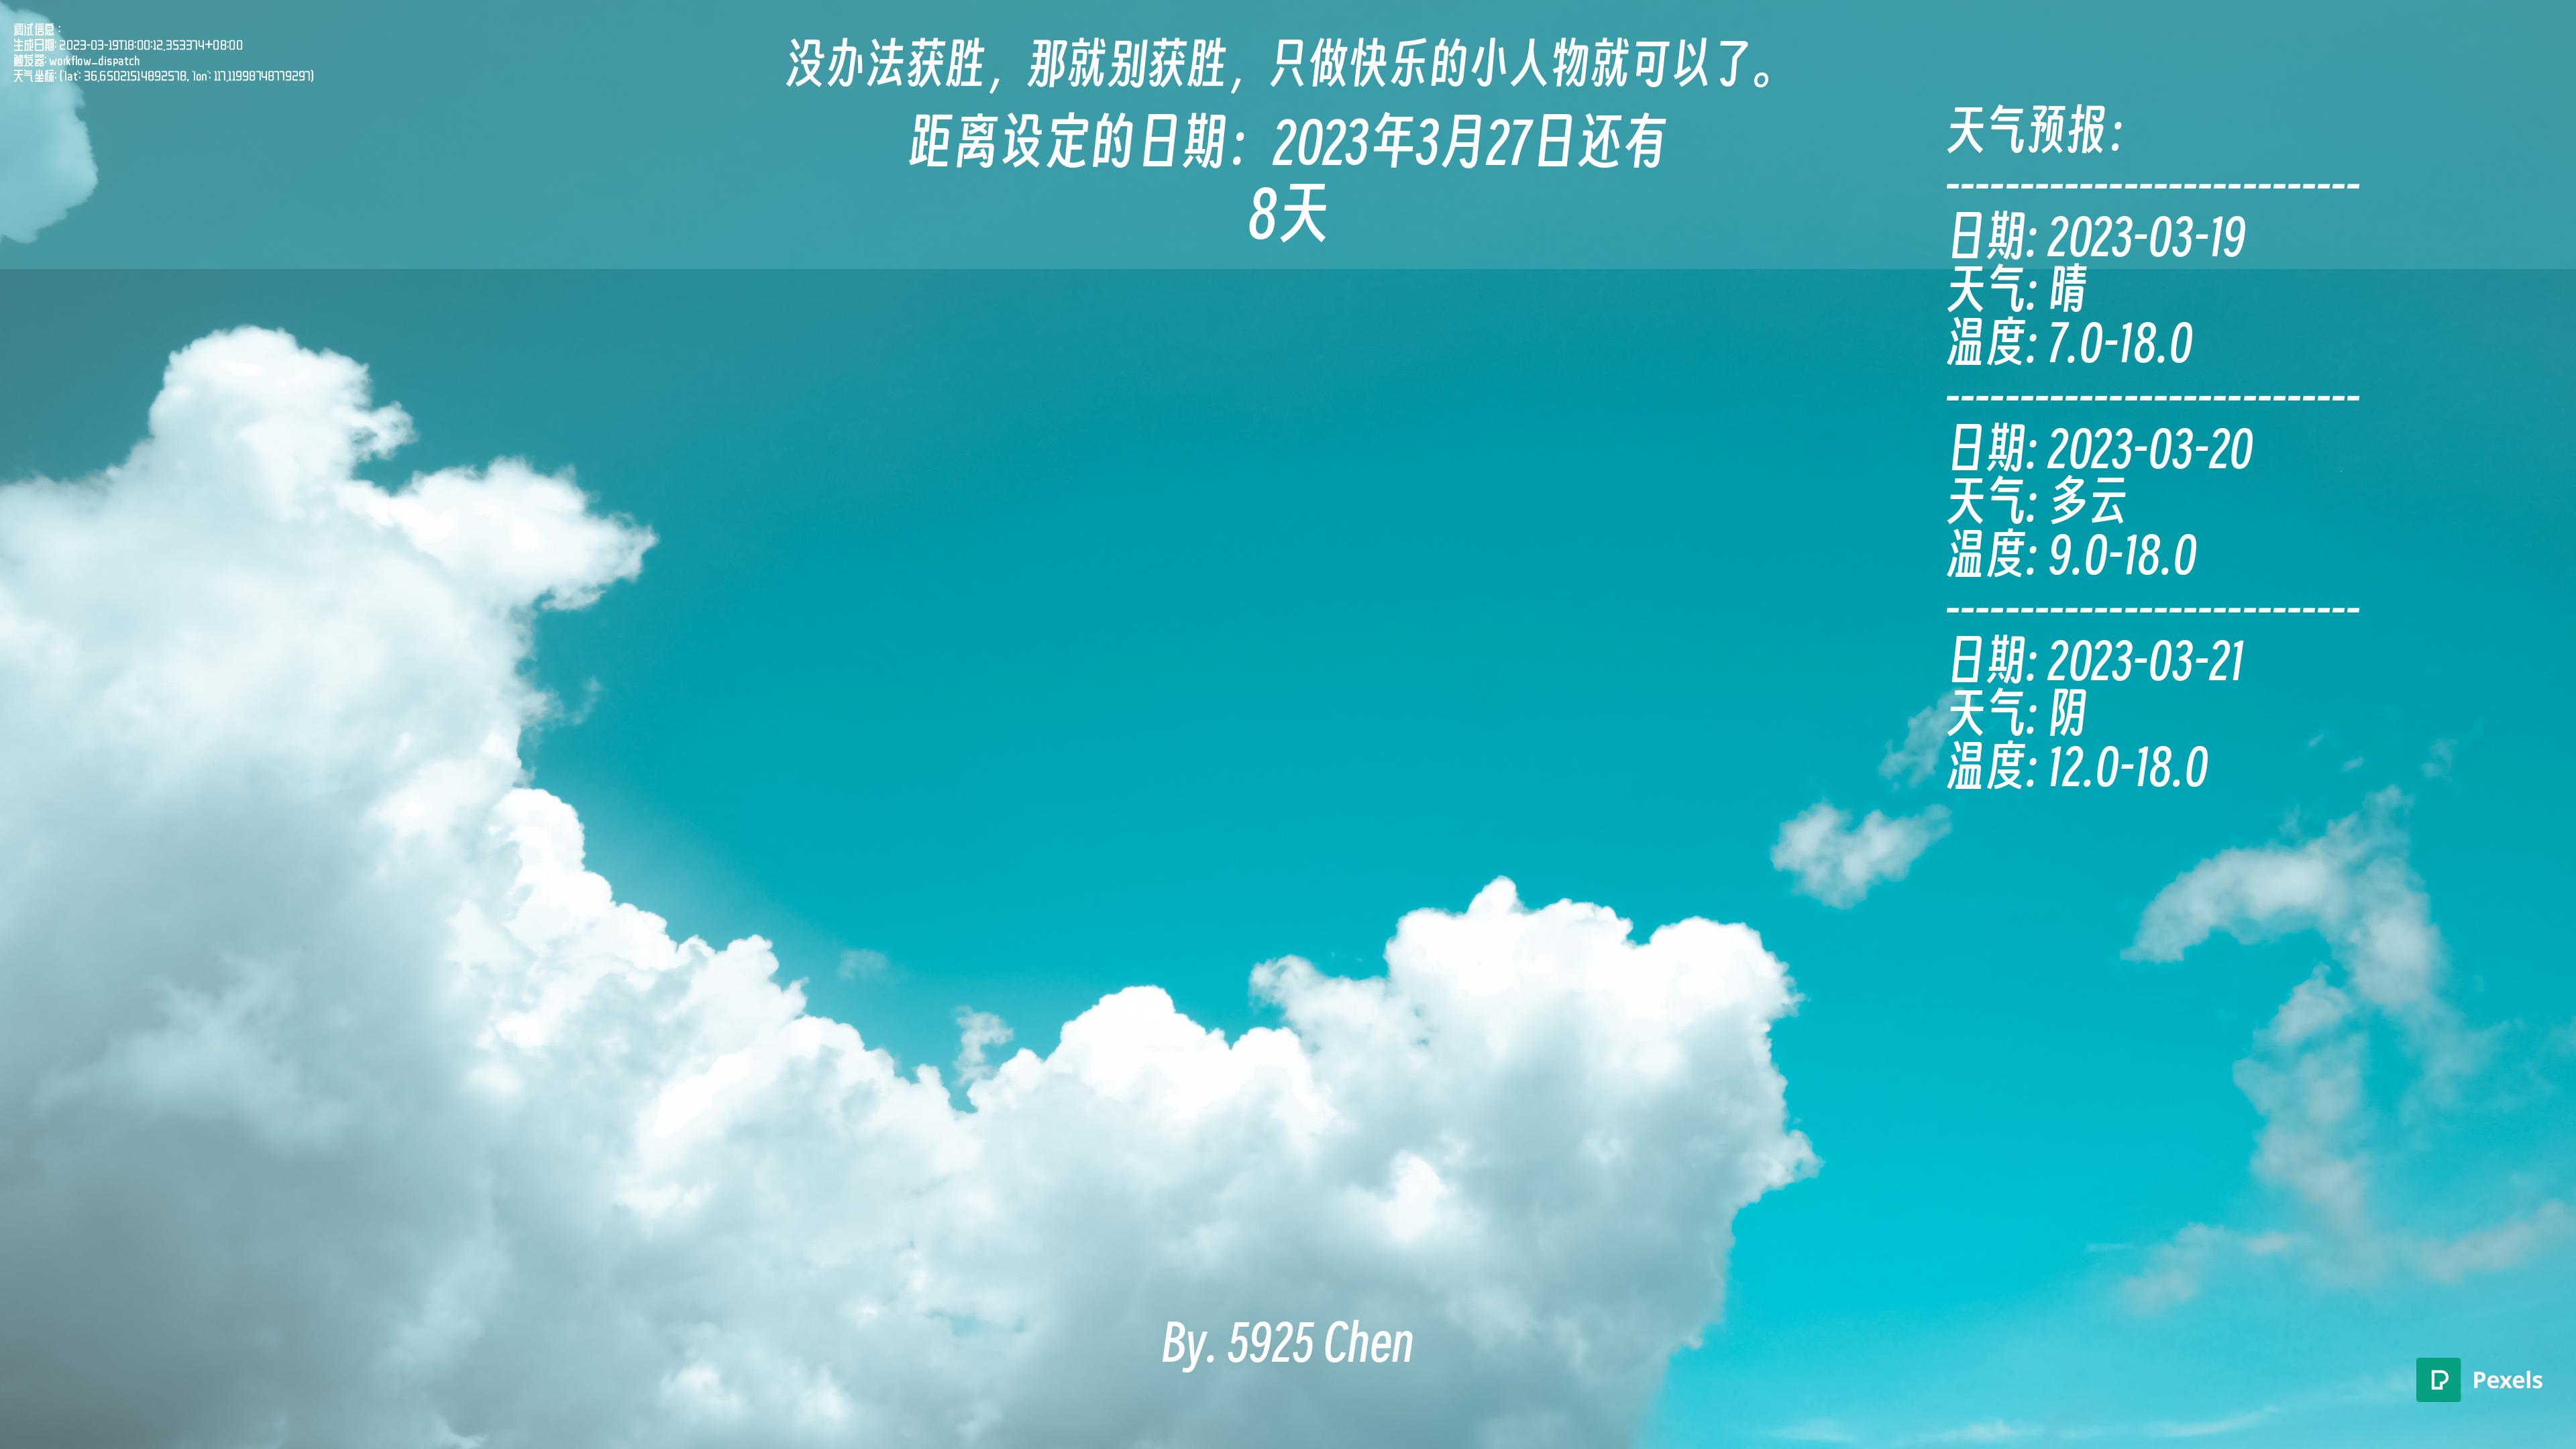 调试信息：
生成日期: 2023-03-19T18:00:12.353374+08:00
触发器: workflow_dispatch
天气坐标: {'lat': 36.65021514892578, 'lon': 117.11998748779297}
没办法获胜，那就别获胜，只做快乐的小人物就可以了。
距离设定的日期：2023年3月27日还有
8天
天气预报：
----------------------------
日期: 2023-03-19
天气: 晴
温度: 7.0-18.0
----------------------------
日期: 2023-03-20
天气: 多云
温度: 9.0-18.0
----------------------------
日期: 2023-03-21
天气: 阴
温度: 12.0-18.0
By. 5925 Chen
Pexels